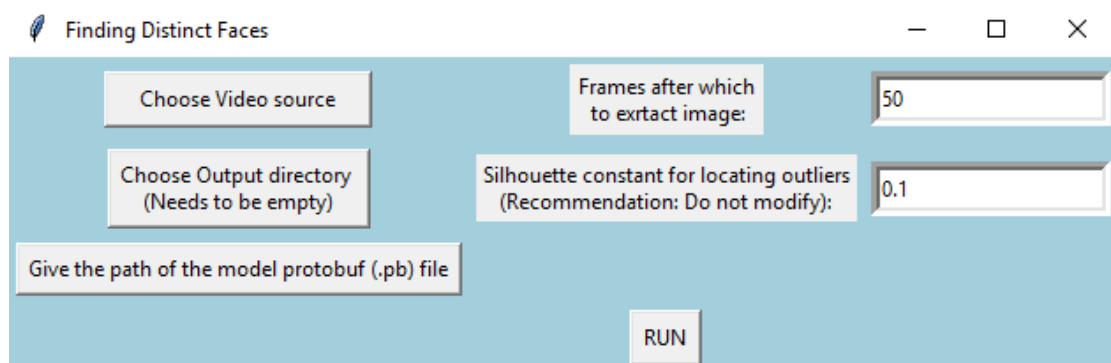 Finding Distinct Faces
Choose Video source
Frames after which
to exrtact image:
50
Choose Output directory
(Needs to be empty)
Silhouette constant for locating outliers
(Recommendation: Do not modify):
0.1
Give the path of the model protobuf (.pb) file
RUN